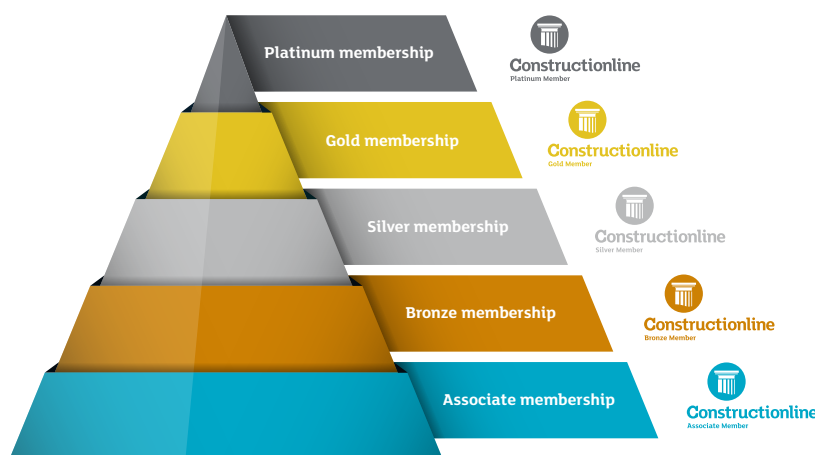 Platinum membership
Constructionline
Platinum Member
Gold membership
Constructionline
Gold Member
Silver membership
Constructionline
Silver Member
Bronze membership
Constructionline
Bronze Member
Associate membership
Constructionline
Associate Member